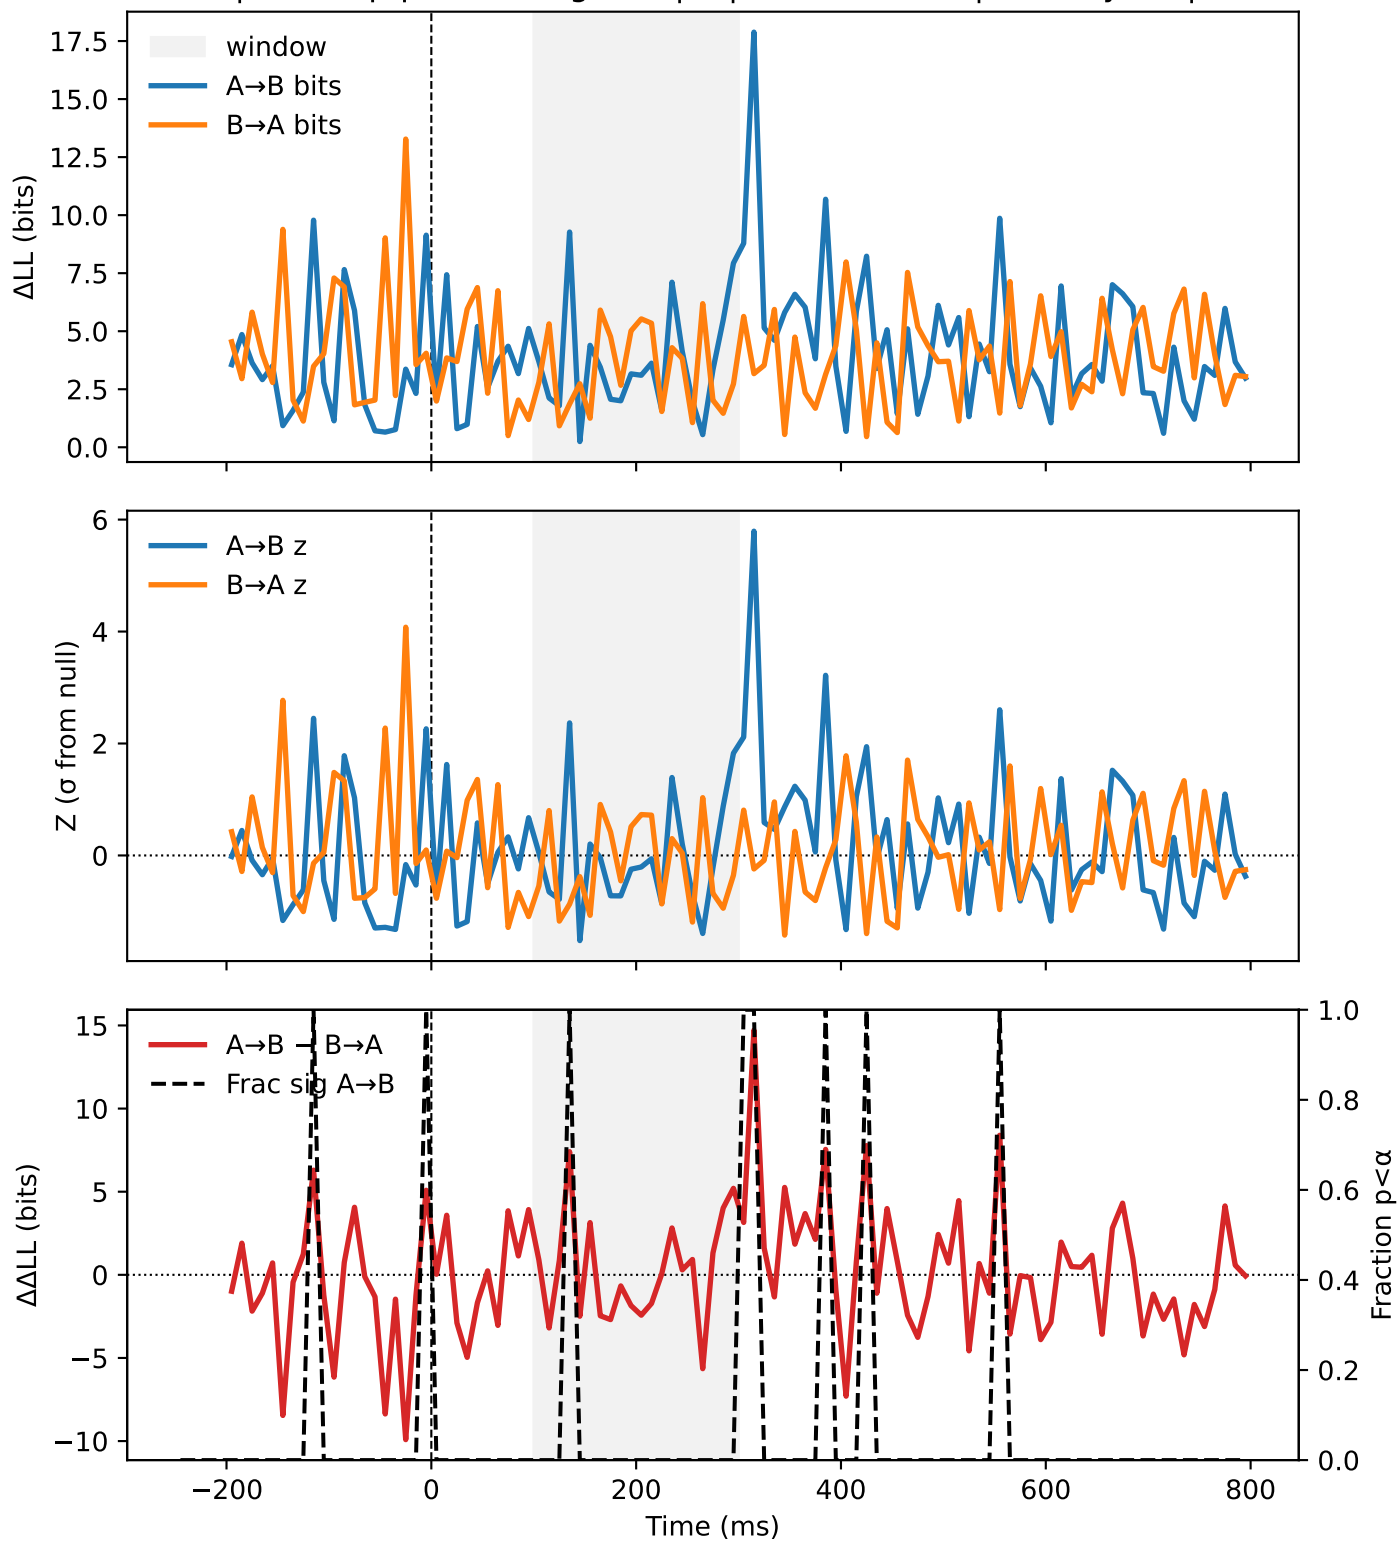 17.5
15.0
12.5
10.0
7.5
5.0
2.5
0.0
ΔLL (bits)
window
A→B bits
B→A bits
6
4
2
0
Z (σ from null)
A→B z
B→A z
15
10
5
0
−5
−10
ΔΔLL (bits)
A→B − B→A
Frac sig A→B
1.0
0.8
0.6
0.4
0.2
0.0
Fraction p<α
−200 0 200 400 600 800
Time (ms)